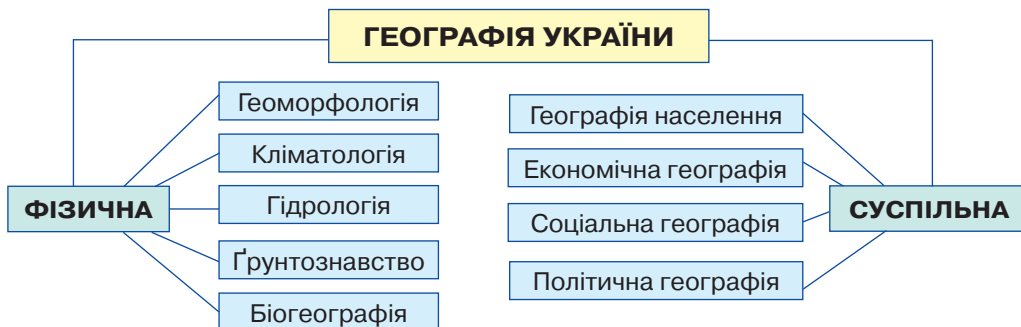 ГЕОГРАФІЯ УКРАЇНИ
ФІЗИЧНА
Геоморфологія
Кліматологія
Гідрологія
Ґрунтознавство
Біогеографія
СУСПІЛЬНА
Географія населення
Економічна географія
Соціальна географія
Політична географія